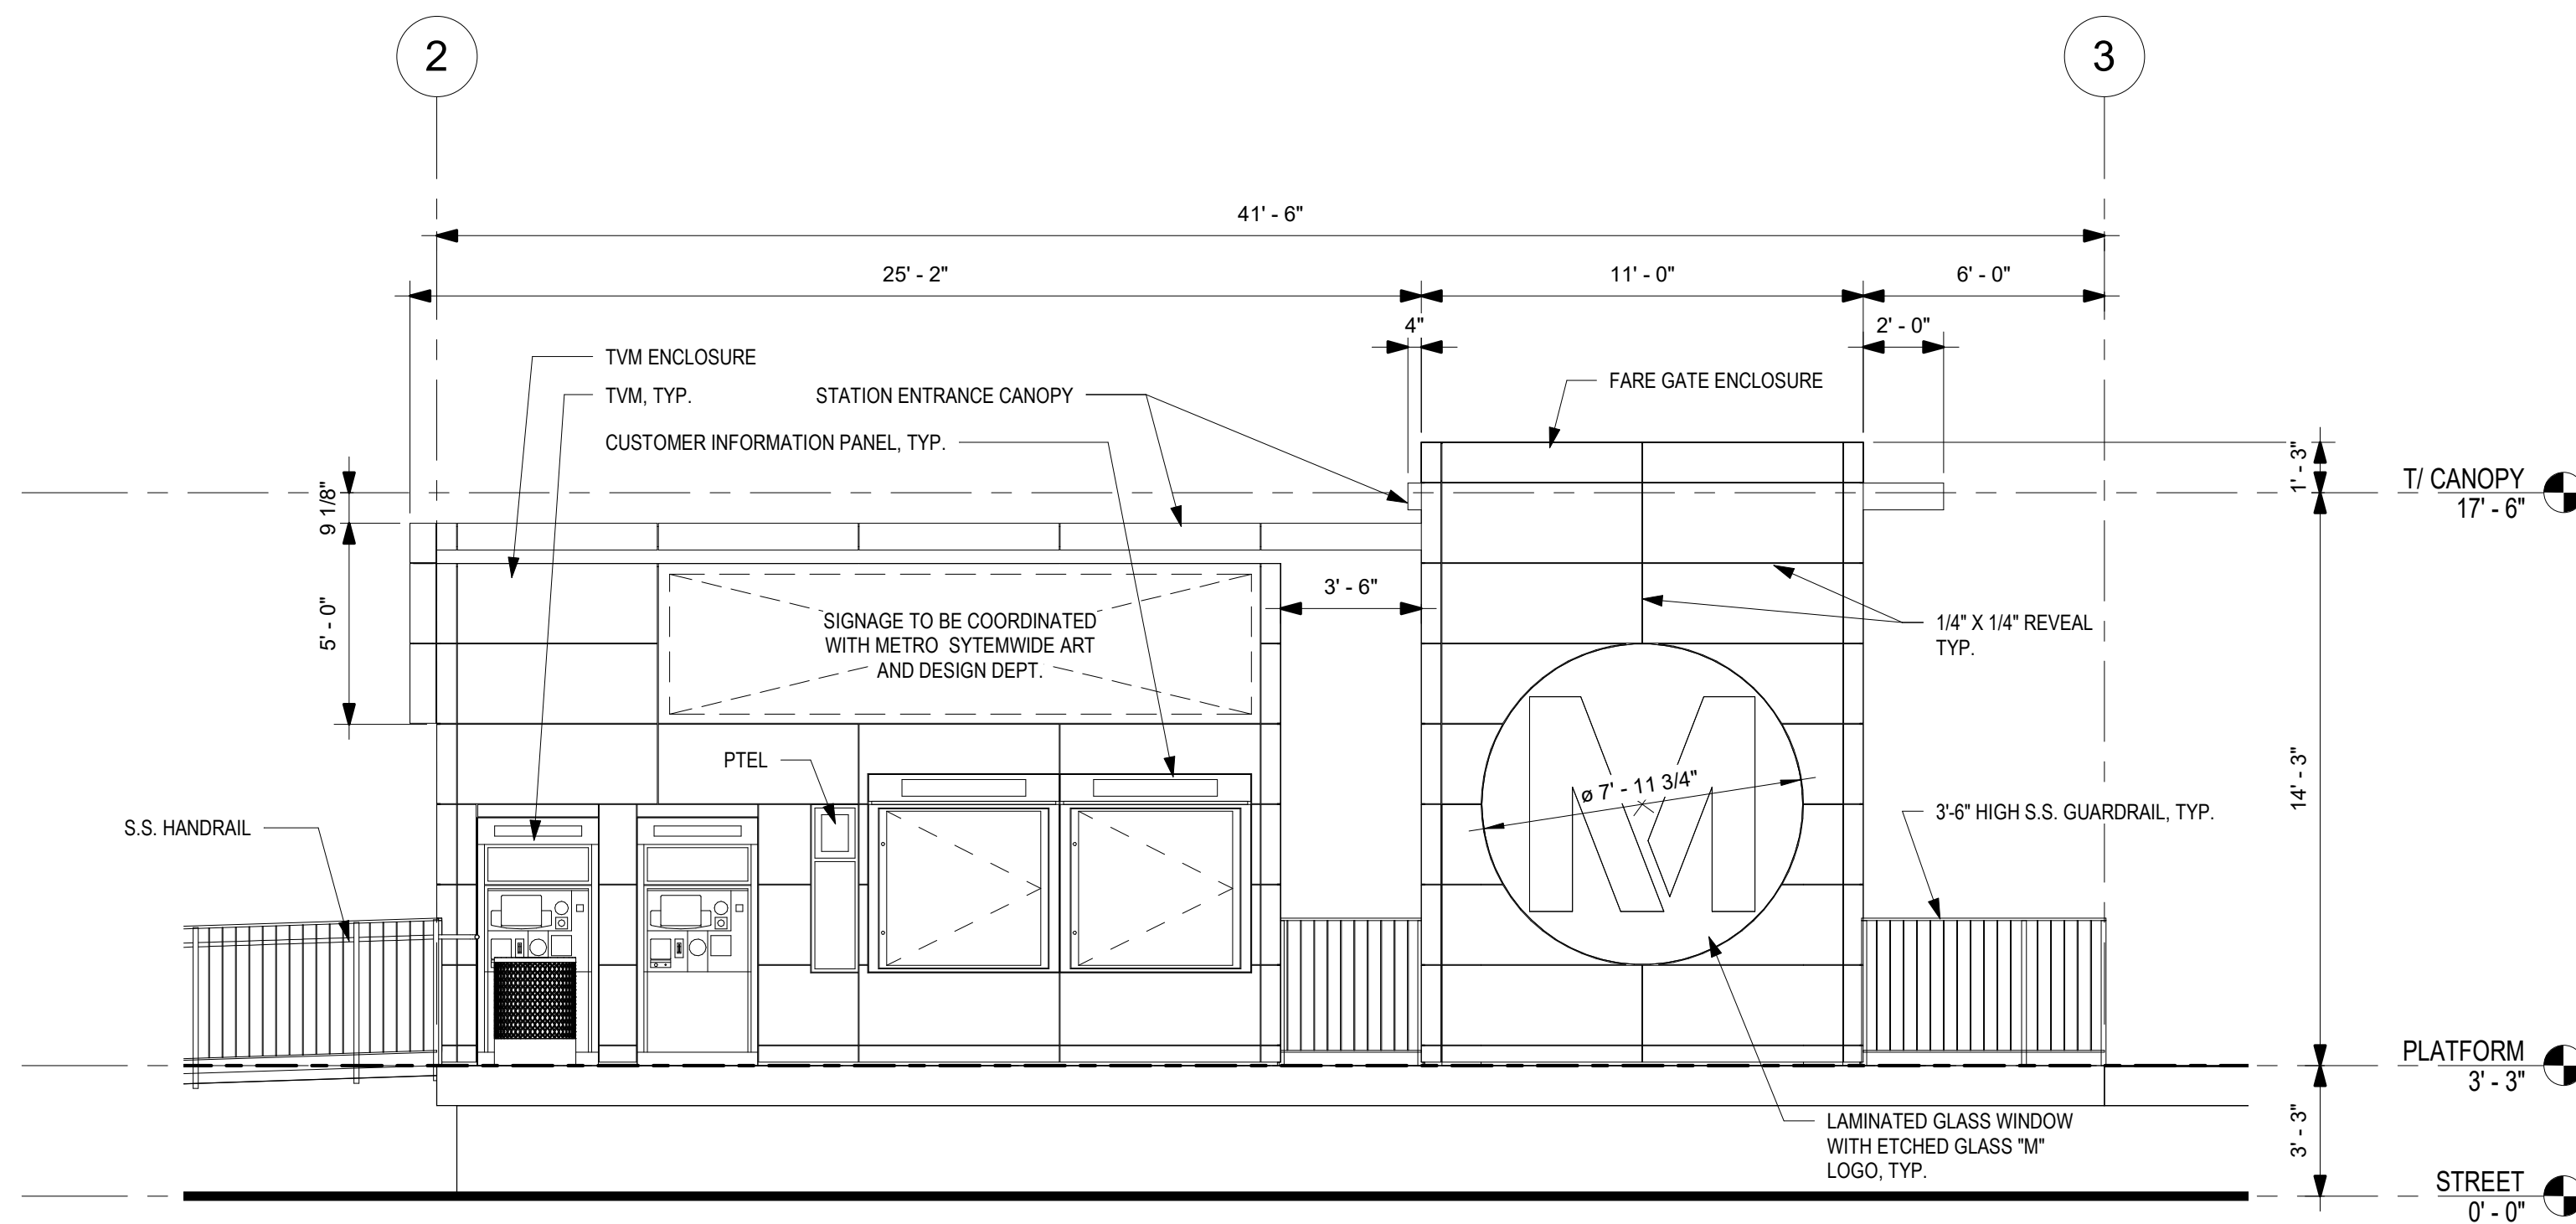 2
3
41' - 6"
25' - 2"
11' - 0"
6' - 0"
4"
2' - 0"
TVM ENCLOSURE
TVM, TYP.
STATION ENTRANCE CANOPY
FARE GATE ENCLOSURE
CUSTOMER INFORMATION PANEL, TYP.
1' - 3"
T/ CANOPY
17' - 6"
9 1/8"
3' - 6"
5' - 0"
SIGNAGE TO BE COORDINATED
WITH METRO SYTEMWIDE ART
AND DESIGN DEPT.
1/4" X 1/4" REVEAL
TYP.
PTEL
M
ø 7' - 11 3/4"
14' - 3"
S.S. HANDRAIL
3'-6" HIGH S.S. GUARDRAIL, TYP.
PLATFORM
3' - 3"
3' - 3"
LAMINATED GLASS WINDOW
WITH ETCHED GLASS "M"
LOGO, TYP.
STREET
0' - 0"